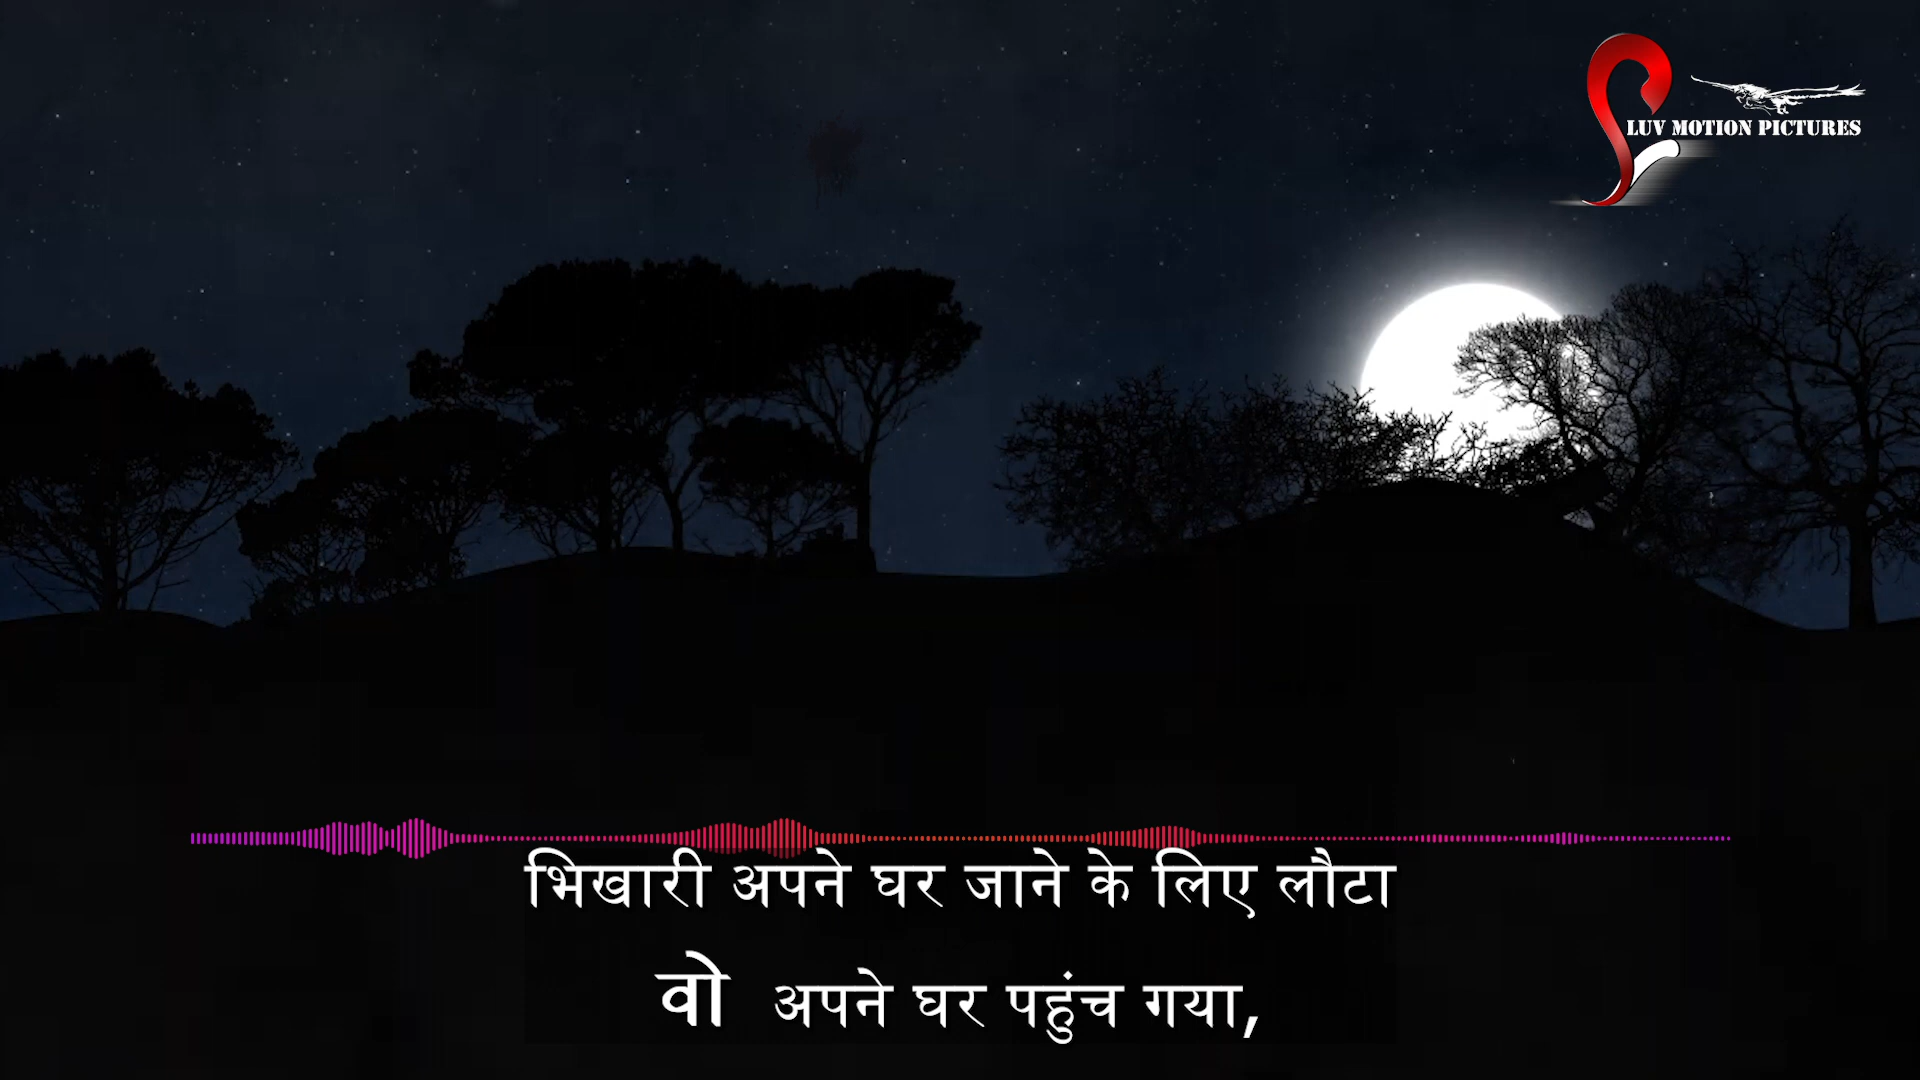 LUV MOTION PICTURES
भिखारी अपने घर जाने के लिए लौटा
वो अपने घर पहुंच गया,